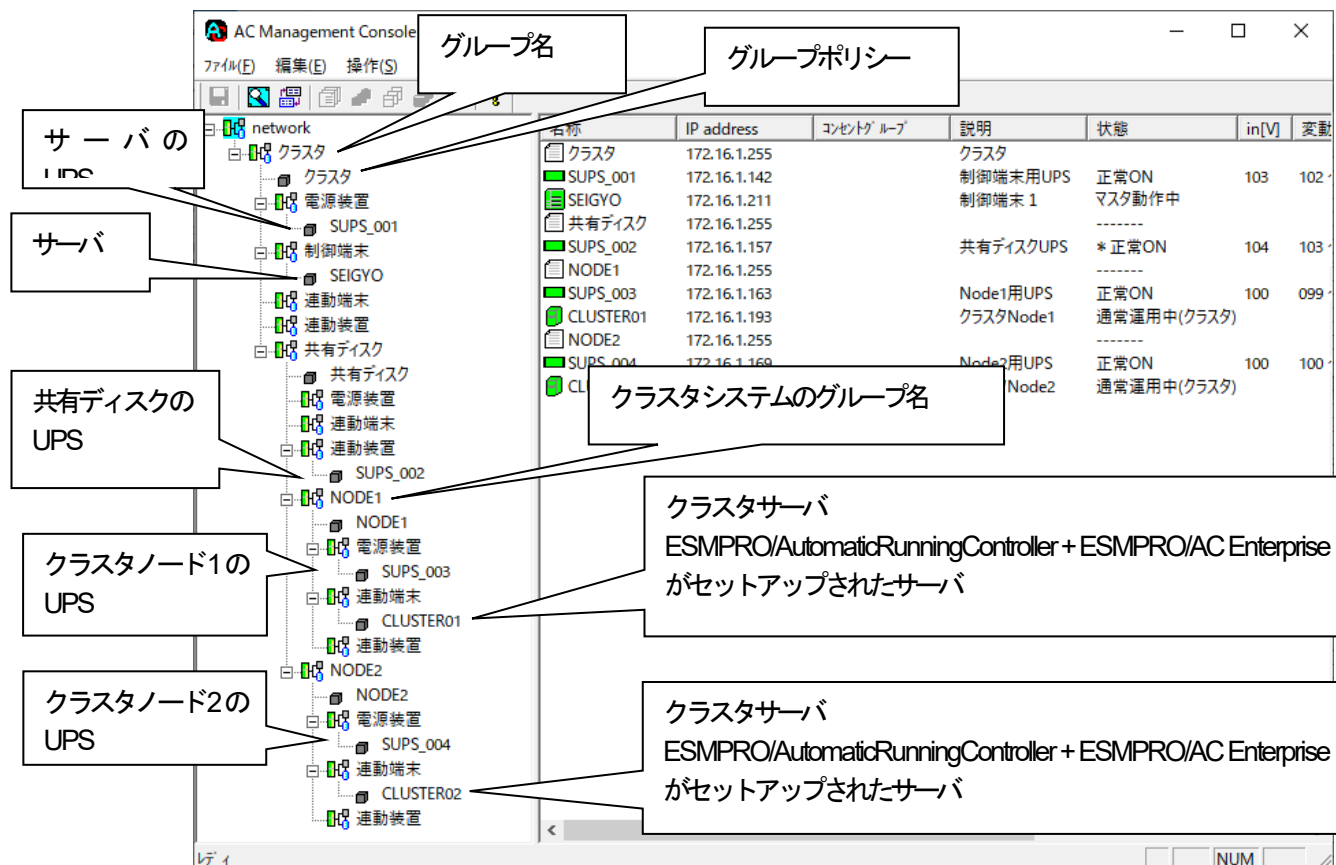 AC Management Console
ファイル(F) 編集(E) 操作(S)
グループ名
グループポリシー
サーバの
UPS
サーバ
共有ディスクの
UPS
クラスタノード1の
UPS
クラスタノード2の
UPS
network
クラスタ
クラスタ
電源装置
SUPS_001
制御端末
SEIGYO
連動端末
連動装置
共有ディスク
共有ディスク
電源装置
連動端末
連動装置
SUPS_002
NODE1
NODE1
電源装置
SUPS_003
連動端末
CLUSTER01
連動装置
NODE2
NODE2
電源装置
SUPS_004
連動端末
CLUSTER02
連動装置
名称 IP address コンセントグループ 説明 状態 in[V] 変動
クラスタ 172.16.1.255 クラスタ
SUPS_001 172.16.1.142 制御端末用UPS 正常ON 103 102
SEIGYO 172.16.1.211 制御端末1 マスタ動作中
共有ディスク 172.16.1.255 -------
SUPS_002 172.16.1.157 共有ディスクUPS *正常ON 104 103
NODE1 172.16.1.255 -------
SUPS_003 172.16.1.163 Node1用UPS 正常ON 100 099
CLUSTER01 172.16.1.193 クラスタNode1 通常運用中(クラスタ)
NODE2 172.16.1.255 -------
SUPS_004 172.16.1.169 Node2用UPS 正常ON 100 100
CL Node2 通常運用中(クラスタ)
クラスタシステムのグループ名
クラスタサーバ
ESMPRO/AutomaticRunningController + ESMPRO/AC Enterprise
がセットアップされたサーバ
クラスタサーバ
ESMPRO/AutomaticRunningController + ESMPRO/AC Enterprise
がセットアップされたサーバ
レディ
NUM